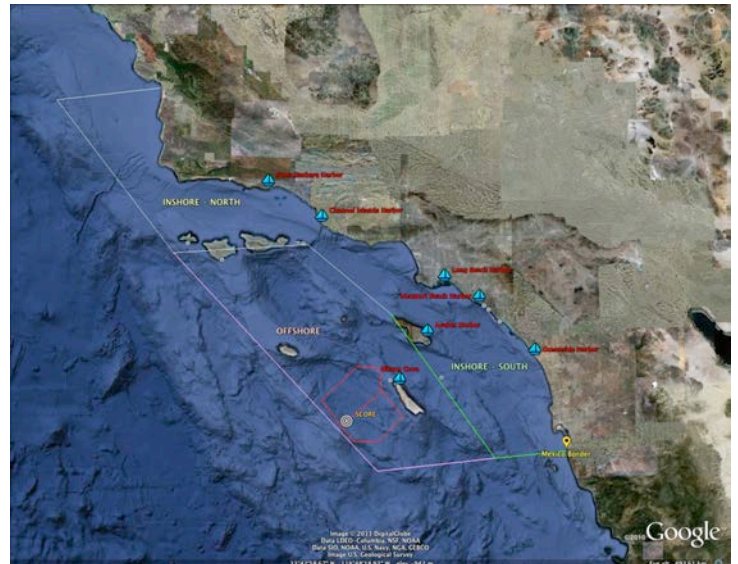 Santa Barbara Harbor
INSHORE - NORTH
Channel Islands Harbor
Long Beach Harbor
Newport Beach Harbor
OFFSHORE
Avalon Harbor
Oceanside Harbor
INSHORE - SOUTH
Wilson Cove
SCORE
Mexico Border
Image © 2011 DigitalGlobe
Data LDEO-Columbia, NSF, NOAA
Data SIO, NOAA, U.S. Navy, NGA, GEBCO
Image U.S. Geological Survey
©2010 Google